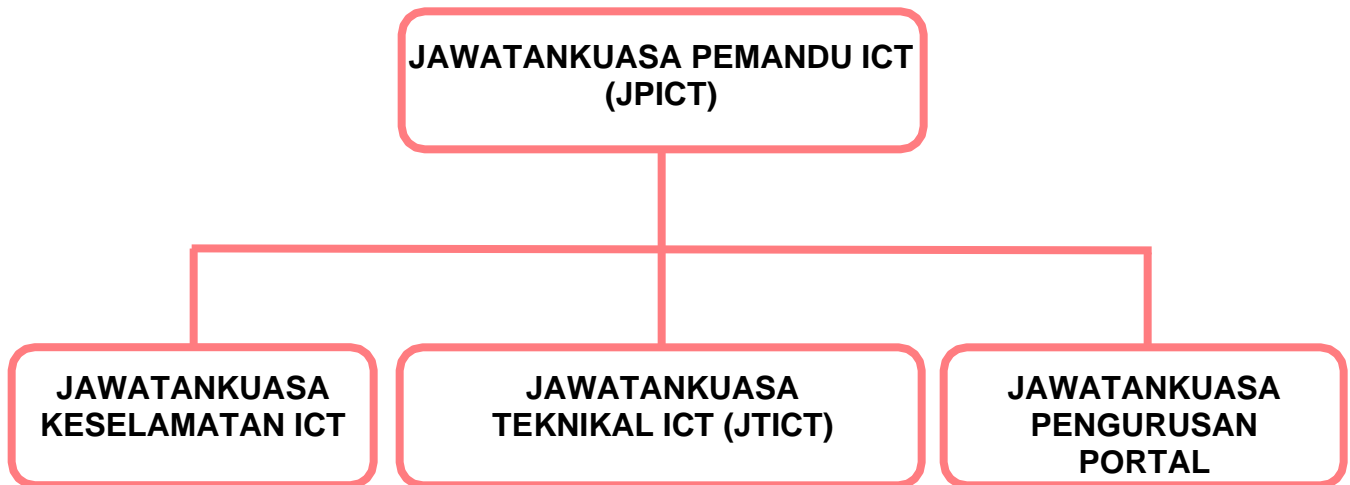 JAWATANKUASA PEMANDU ICT
(JPICT)
JAWATANKUASA
KESELAMATAN ICT
JAWATANKUASA
TEKNIKAL ICT (JTICT)
JAWATANKUASA
PENGURUSAN
PORTAL